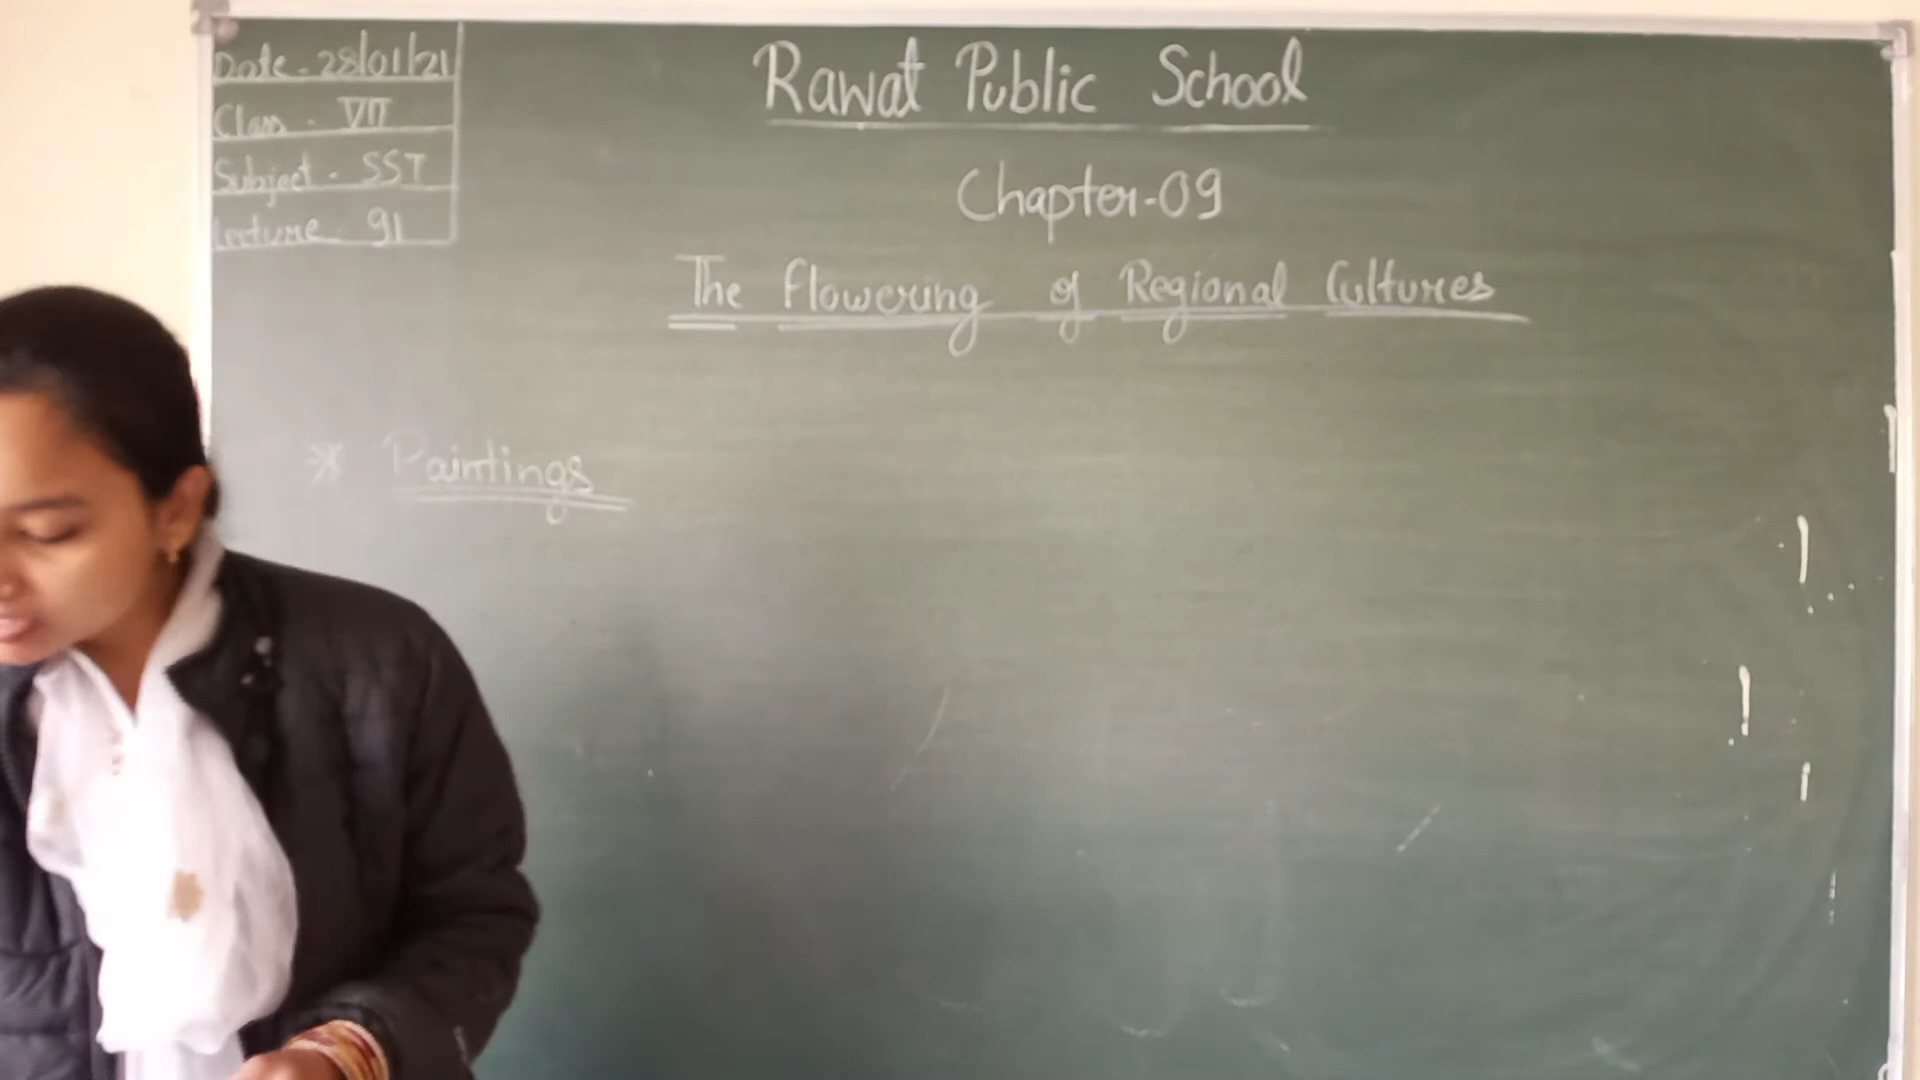 Date - 28/01/21
Class - VII
Subject - SST
Lecture - 91
Rawat Public School
Chapter-09
The Flowering of Regional Cultures
* Paintings